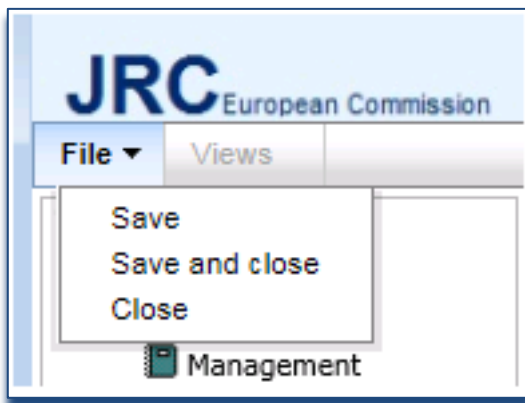 JRC European Commission
File Views
Save
Save and close
Close
Management